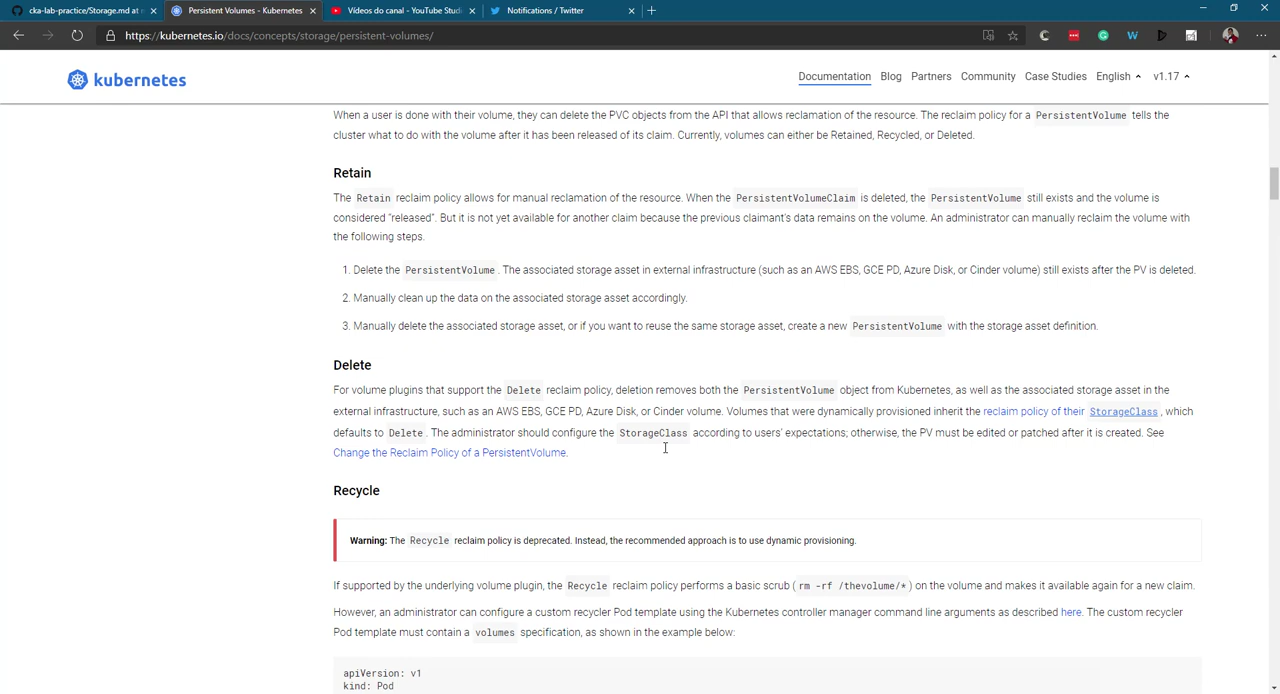 cka-lab-practice/Storage.md at m
Persistent Volumes - Kubernetes
Vídeos do canal - YouTube Studi
Notifications / Twitter
https://kubernetes.io/docs/concepts/storage/persistent-volumes/
kubernetes
Documentation Blog Partners Community Case Studies English v1.17
When a user is done with their volume, they can delete the PVC objects from the API that allows reclamation of the resource. The reclaim policy for a PersistentVolume tells the
cluster what to do with the volume after it has been released of its claim. Currently, volumes can either be Retained, Recycled, or Deleted.
Retain
The Retain reclaim policy allows for manual reclamation of the resource. When the PersistentVolumeClaim is deleted, the PersistentVolume still exists and the volume is
considered "released". But it is not yet available for another claim because the previous claimant's data remains on the volume. An administrator can manually reclaim the volume with
the following steps.
1. Delete the PersistentVolume. The associated storage asset in external infrastructure (such as an AWS EBS, GCE PD, Azure Disk, or Cinder volume) still exists after the PV is deleted.
2. Manually clean up the data on the associated storage asset accordingly.
3. Manually delete the associated storage asset, or if you want to reuse the same storage asset, create a new PersistentVolume with the storage asset definition.
Delete
For volume plugins that support the Delete reclaim policy, deletion removes both the PersistentVolume object from Kubernetes, as well as the associated storage asset in the
external infrastructure, such as an AWS EBS, GCE PD, Azure Disk, or Cinder volume. Volumes that were dynamically provisioned inherit the reclaim policy of their StorageClass, which
defaults to Delete. The administrator should configure the StorageClass according to users' expectations; otherwise, the PV must be edited or patched after it is created. See
Change the Reclaim Policy of a PersistentVolume.
Recycle
Warning: The Recycle reclaim policy is deprecated. Instead, the recommended approach is to use dynamic provisioning.
If supported by the underlying volume plugin, the Recycle reclaim policy performs a basic scrub (rm -rf /thevolume/*) on the volume and makes it available again for a new claim.
However, an administrator can configure a custom recycler Pod template using the Kubernetes controller manager command line arguments as described here. The custom recycler
Pod template must contain a volumes specification, as shown in the example below:
apiVersion: v1
kind: Pod